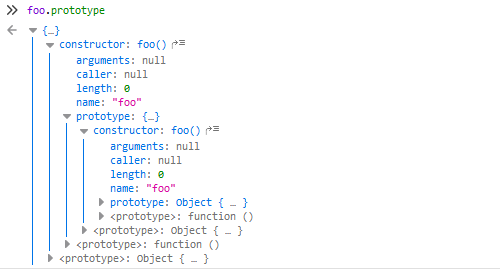 foo.prototype
{…}
constructor: foo()
arguments: null
caller: null
length: 0
name: "foo"
prototype: {…}
constructor: foo()
arguments: null
caller: null
length: 0
name: "foo"
prototype: Object { … }
<prototype>: function ()
<prototype>: Object { … }
<prototype>: function ()
<prototype>: Object { … }